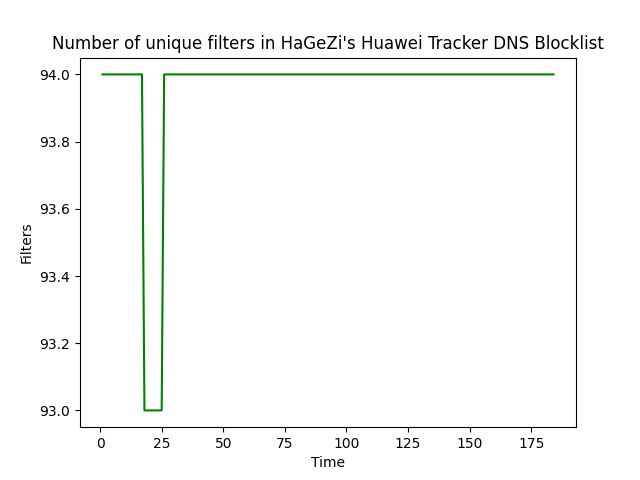 Number of unique filters in HaGeZi's Huawei Tracker DNS Blocklist
94.0
93.8
93.6
93.4
93.2
93.0
Filters
0 25 50 75 100 125 150 175
Time